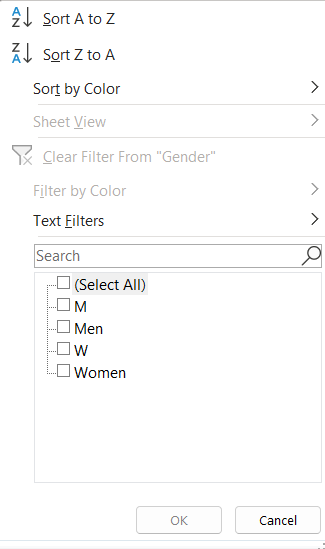 A
Z
Sort A to Z
Z
A
Sort Z to A
Sort by Color
Sheet View
Clear Filter From "Gender"
Filter by Color
Text Filters
Search
(Select All)
M
Men
W
Women
OK
Cancel